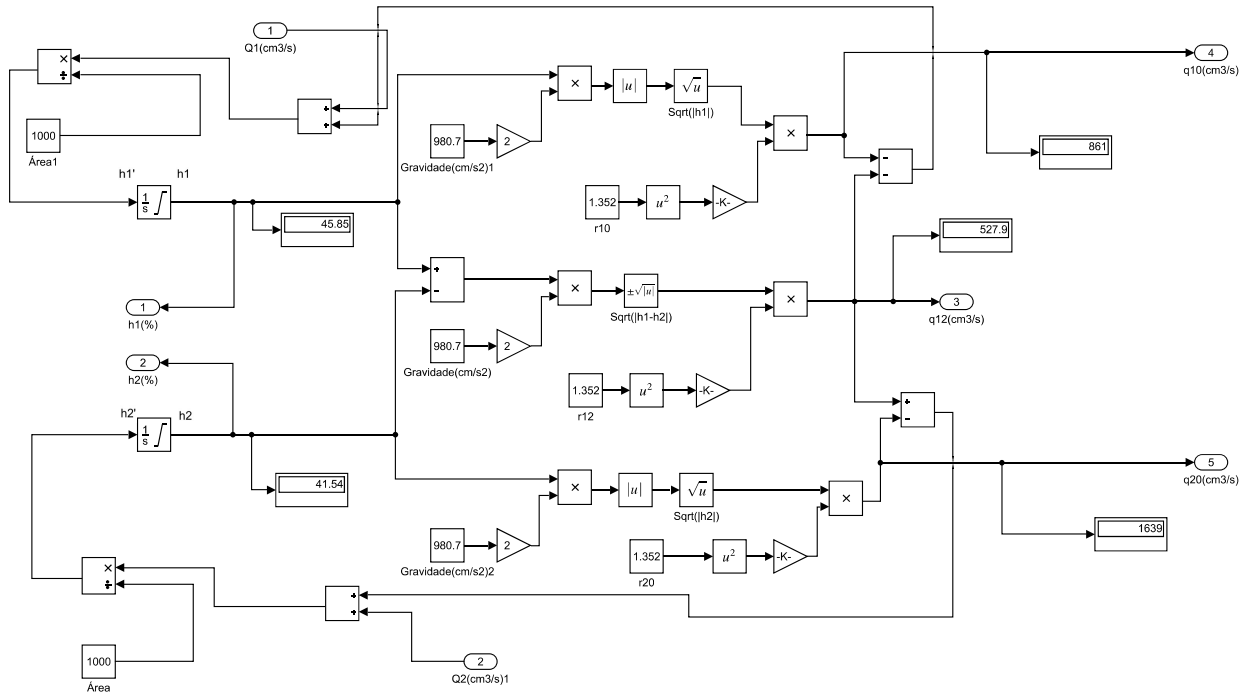 1
Q1(cm3/s)
4
q10(cm3/s)
×
÷
+
+
×
|u|
√u
Sqrt(|h1|)
1000
Área1
980.7
2
Gravidade(cm/s2)1
×
-
-
861
h1'
h1
1
s
45.85
1.352
r10
u²
-K-
527.9
+
-
×
±√|u|
Sqrt(|h1-h2|)
×
1
h1(%)
3
q12(cm3/s)
980.7
2
Gravidade(cm/s2)
2
h2(%)
1.352
r12
u²
-K-
+
-
h2'
h2
1
s
41.54
×
|u|
√u
Sqrt(|h2|)
×
5
q20(cm3/s)
980.7
2
Gravidade(cm/s2)2
1.352
r20
u²
-K-
1639
×
÷
+
+
1000
Área
2
Q2(cm3/s)1